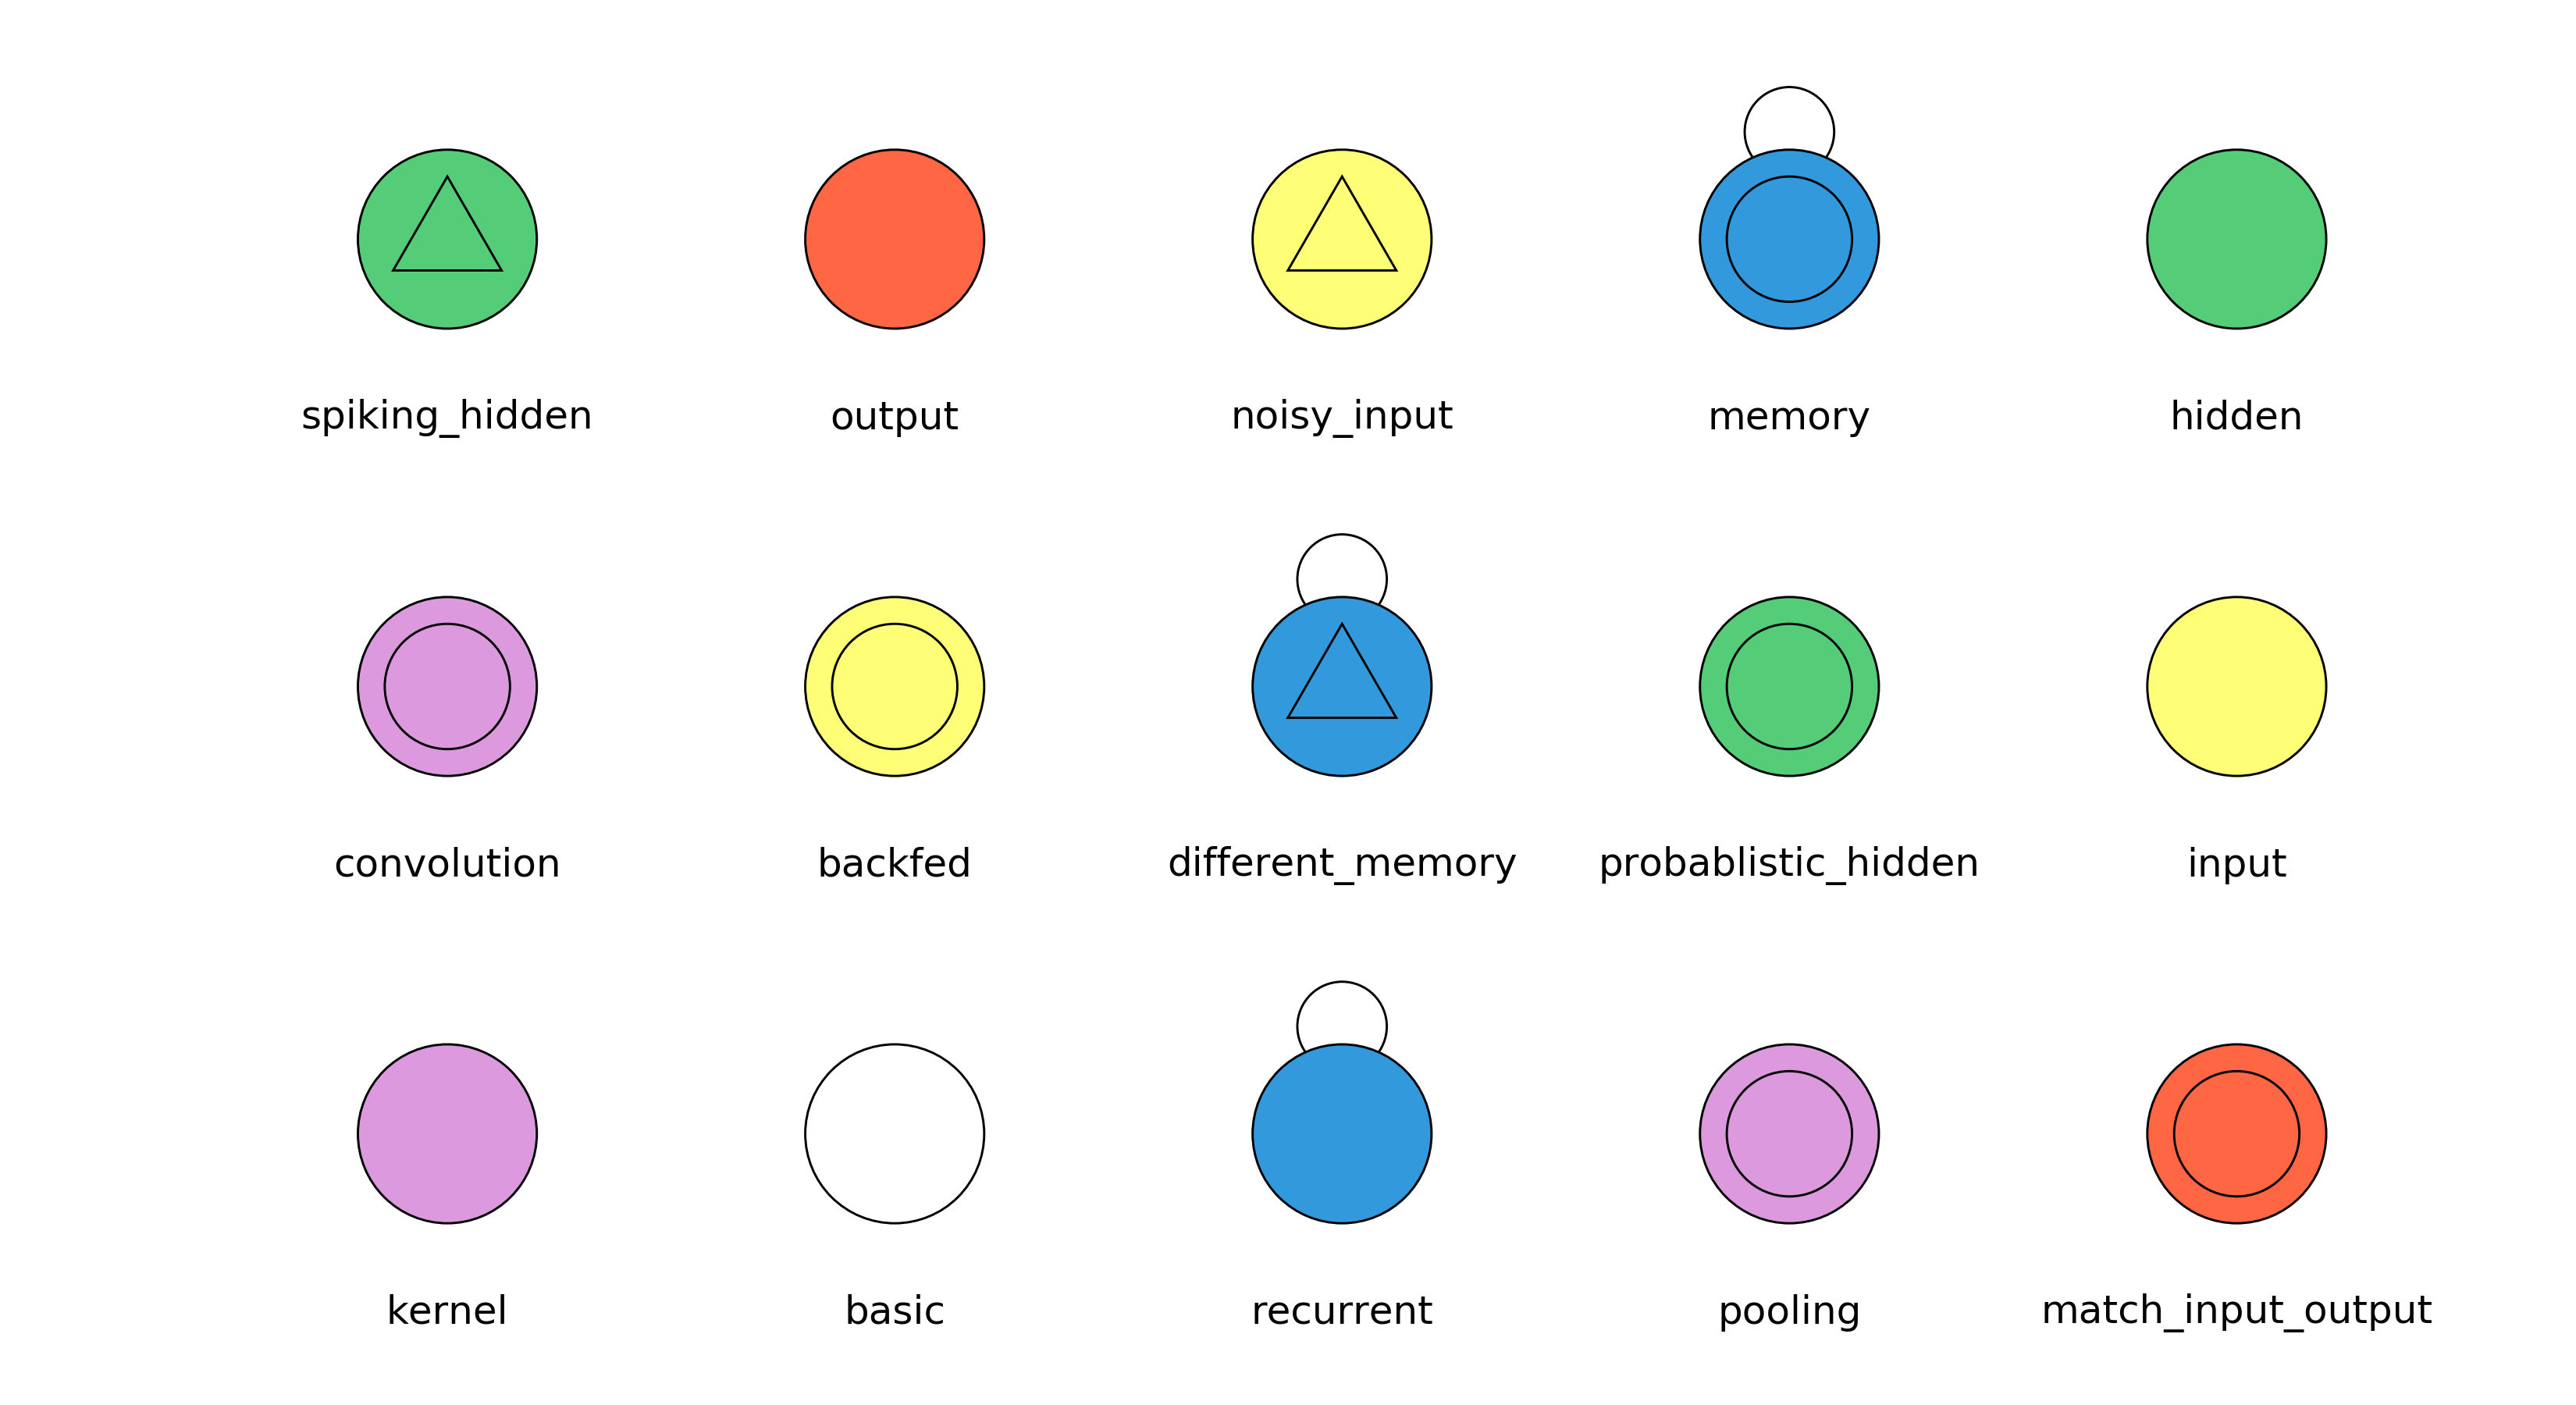 spiking_hidden
output
noisy_input
memory
hidden
convolution
backfed
different_memory
probablistic_hidden
input
kernel
basic
recurrent
pooling
match_input_output